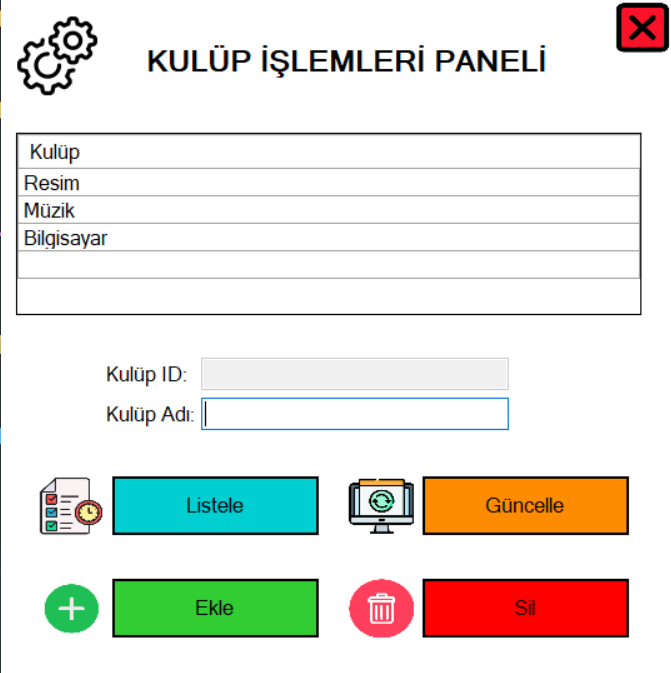 KULÜP İŞLEMLERİ PANELİ
Kulüp
Resim
Müzik
Bilgisayar
Kulüp ID:
Kulüp Adı:
Listele
Güncelle
Ekle
Sil